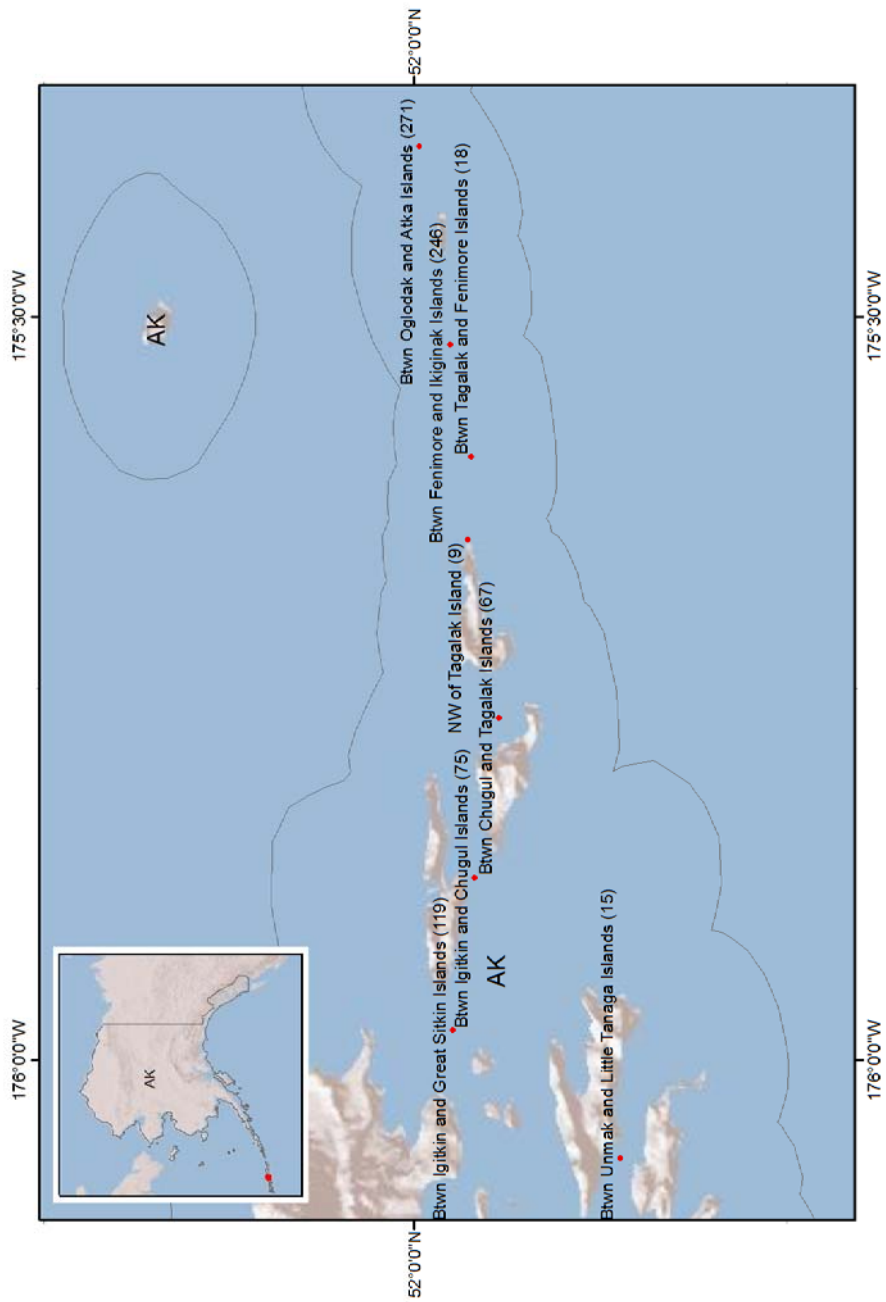 176°0'0"W
175°30'0"W
AK
AK
52°0'0"N
52°0'0"N
Btwn Oglodak and Atka Islands (271)
Btwn Igitkin and Great Sitkin Islands (119)
Btwn Fenimore and Ikiginak Islands (246)
Btwn Igitkin and Chugul Islands (75)
NW of Tagalak Island (9)
Btwn Tagalak and Fenimore Islands (18)
Btwn Chugul and Tagalak Islands (67)
AK
Btwn Unmak and Little Tanaga Islands (15)
176°0'0"W
175°30'0"W